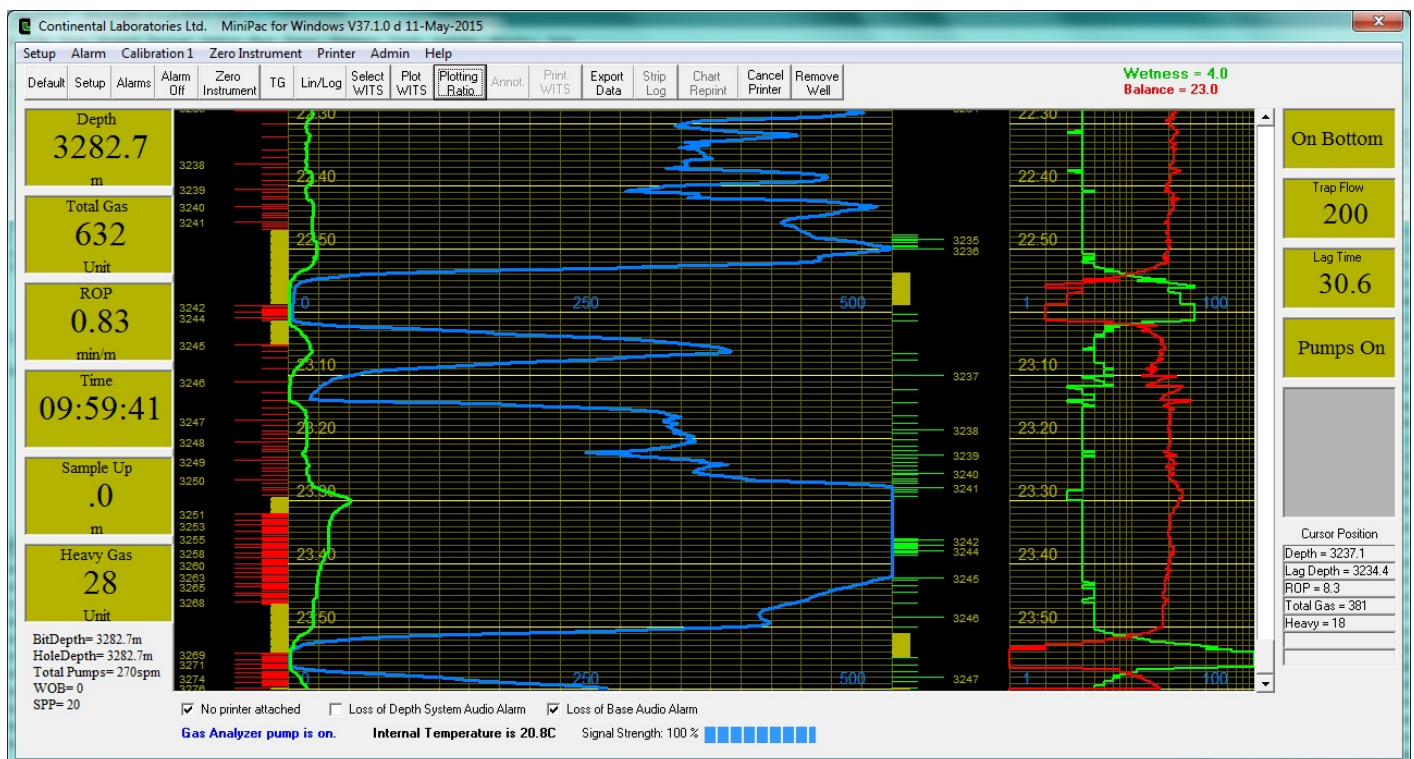 Continental Laboratories Ltd. MiniPac for Windows V37.1.0 d 11-May-2015
Setup Alarm Calibration 1 Zero Instrument Printer Admin Help
Default Setup Alarms Alarm Off Zero Instrument TG Lin/Log Select WITS Plot WITS Plotting Ratio Annot. Print WITS Export Data Strip Log Chart Reprint Cancel Printer Remove Well
Wetness = 4.0
Balance = 23.0
Depth
3282.7
m
Total Gas
632
Unit
ROP
0.83
min/m
Time
09:59:41
Sample Up
.0
m
Heavy Gas
28
Unit
BitDepth= 3282.7m
HoleDepth= 3282.7m
Total Pumps= 270spm
WOB= 0
SPP= 20
3238
3239
3240
3241
3242
3244
3245
3246
3247
3248
3249
3250
3251
3253
3255
3258
3260
3263
3265
3268
3269
3271
3274
3276
22.30
22.40
22.50
0 250 500
23.10
23.20
23.30
23.40
23.50
0 250 500
3235
3236
3237
3238
3239
3240
3241
3242
3244
3245
3246
3247
22.30
22.40
22.50
1 100
23.10
23.20
23.30
23.40
23.50
1 100
On Bottom
Trap Flow
200
Lag Time
30.6
Pumps On
Cursor Position
Depth = 3237.1
Lag Depth = 3234.4
ROP = 8.3
Total Gas = 381
Heavy = 18
No printer attached Loss of Depth System Audio Alarm Loss of Base Audio Alarm
Gas Analyzer pump is on. Internal Temperature is 20.8C Signal Strength: 100 %